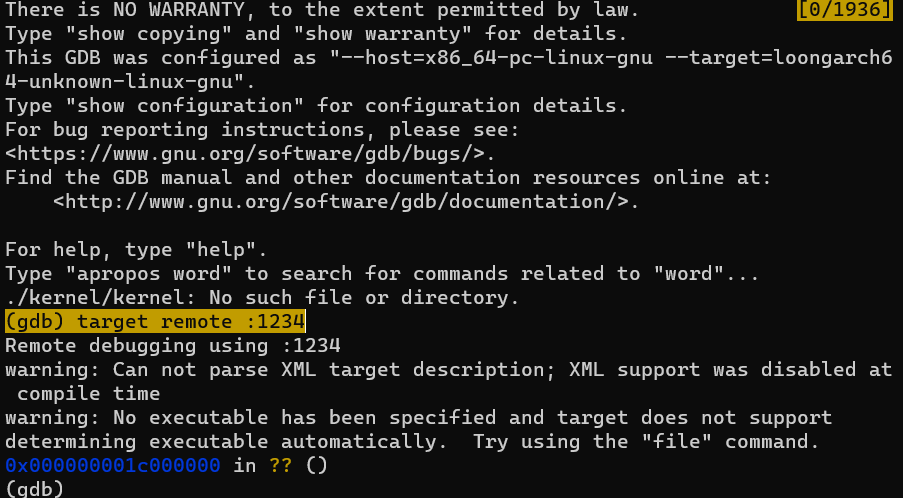 There is NO WARRANTY, to the extent permitted by law. [0/1936]
Type "show copying" and "show warranty" for details.
This GDB was configured as "--host=x86_64-pc-linux-gnu --target=loongarch6
4-unknown-linux-gnu".
Type "show configuration" for configuration details.
For bug reporting instructions, please see:
<https://www.gnu.org/software/gdb/bugs/>.
Find the GDB manual and other documentation resources online at:
    <http://www.gnu.org/software/gdb/documentation/>.
For help, type "help".
Type "apropos word" to search for commands related to "word"...
./kernel/kernel: No such file or directory.
(gdb) target remote :1234
Remote debugging using :1234
warning: Can not parse XML target description; XML support was disabled at
 compile time
warning: No executable has been specified and target does not support
determining executable automatically.  Try using the "file" command.
0x000000001c000000 in ?? ()
(gdb)